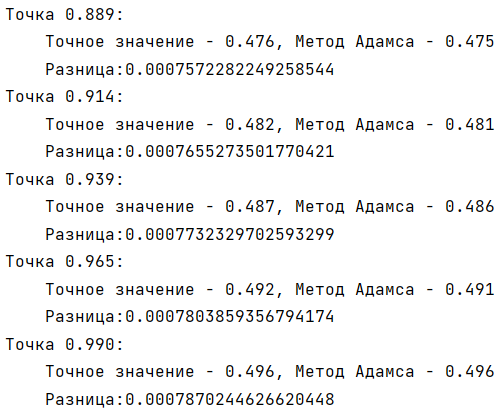 Точка 0.889:
Точное значение - 0.476, Метод Адамса - 0.475
Разница:0.0007572282249258544
Точка 0.914:
Точное значение - 0.482, Метод Адамса - 0.481
Разница:0.0007655273501770421
Точка 0.939:
Точное значение - 0.487, Метод Адамса - 0.486
Разница:0.0007732329702593299
Точка 0.965:
Точное значение - 0.492, Метод Адамса - 0.491
Разница:0.0007803859356794174
Точка 0.990:
Точное значение - 0.496, Метод Адамса - 0.496
Разница:0.0007870244626620448